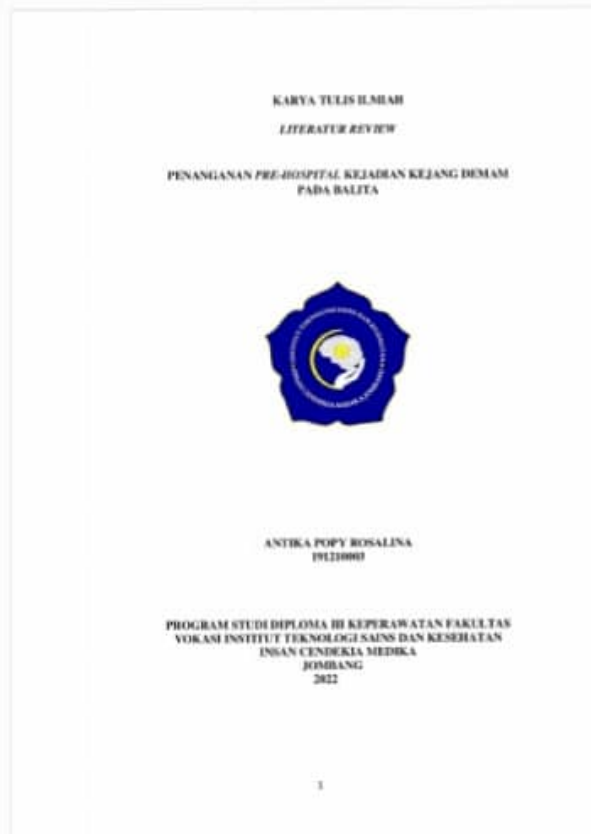 KARYA TULIS ILMIAH
LITERATUR REVIEW
PENANGANAN PRE-HOSPITAL KEJADIAN KEJANG DEMAM
PADA BALITA
ANTIKA POPY ROSALINA
191210003
PROGRAM STUDI DIPLOMA III KEPERAWATAN FAKULTAS
VOKASI INSTITUT TEKNOLOGI SAINS DAN KESEHATAN
INSAN CENDEKIA MEDIKA
JOMBANG
2022